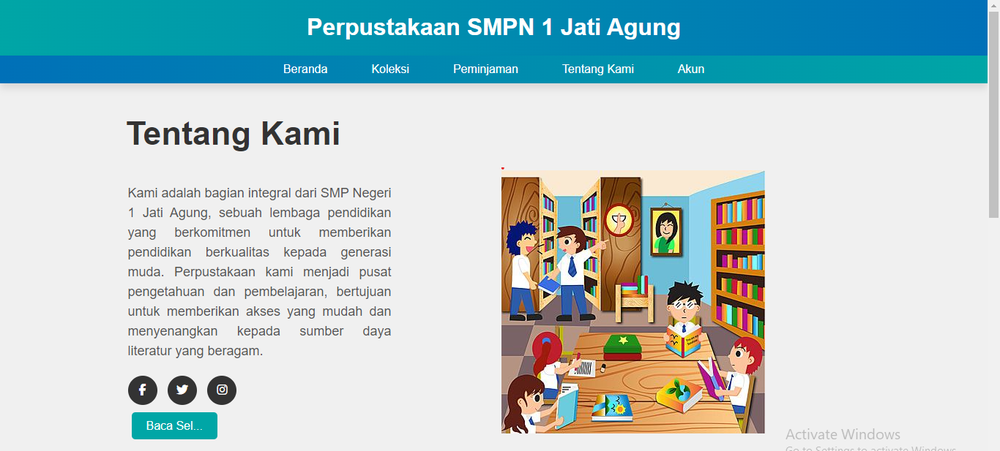 Perpustakaan SMPN 1 Jati Agung
Beranda Koleksi Peminjaman Tentang Kami Akun
Tentang Kami
Kami adalah bagian integral dari SMP Negeri
1 Jati Agung, sebuah lembaga pendidikan
yang berkomitmen untuk memberikan
pendidikan berkualitas kepada generasi
muda. Perpustakaan kami menjadi pusat
pengetahuan dan pembelajaran, bertujuan
untuk memberikan akses yang mudah dan
menyenangkan kepada sumber daya
literatur yang beragam.
Baca Sel...
Activate Windows
Go to Settings to activate Windows.